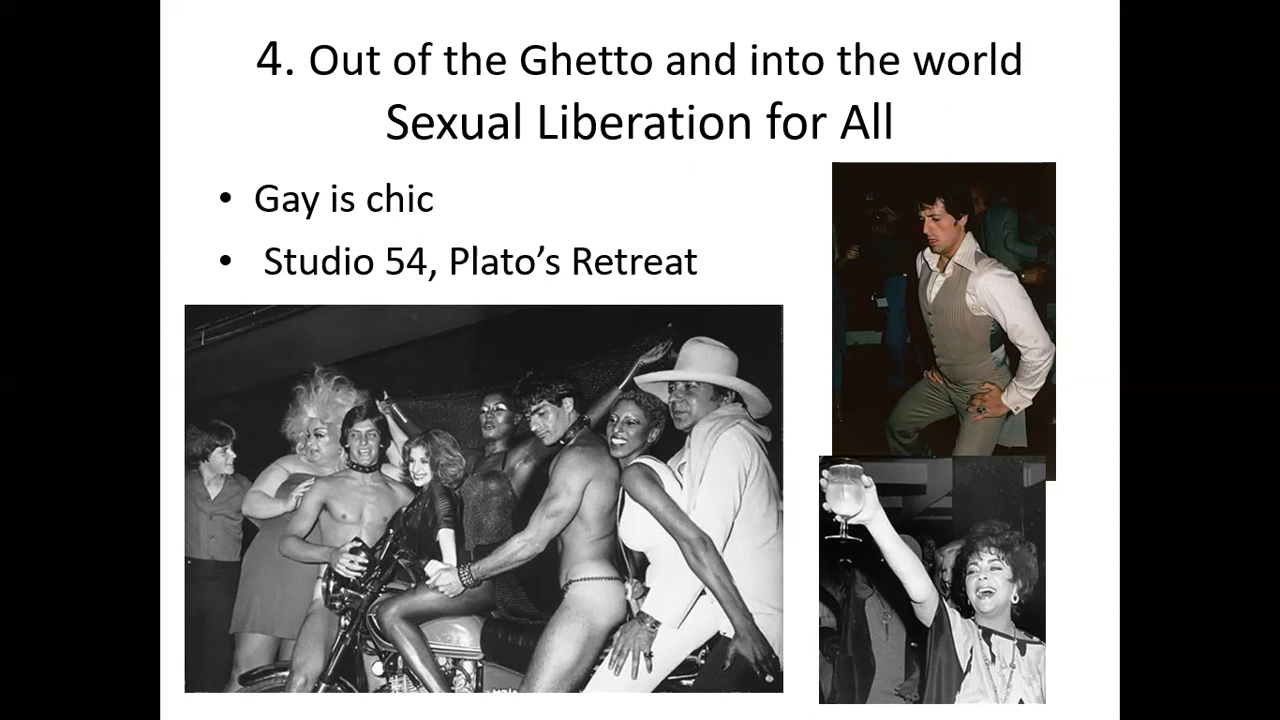 4. Out of the Ghetto and into the world
Sexual Liberation for All
• Gay is chic
• Studio 54, Plato’s Retreat